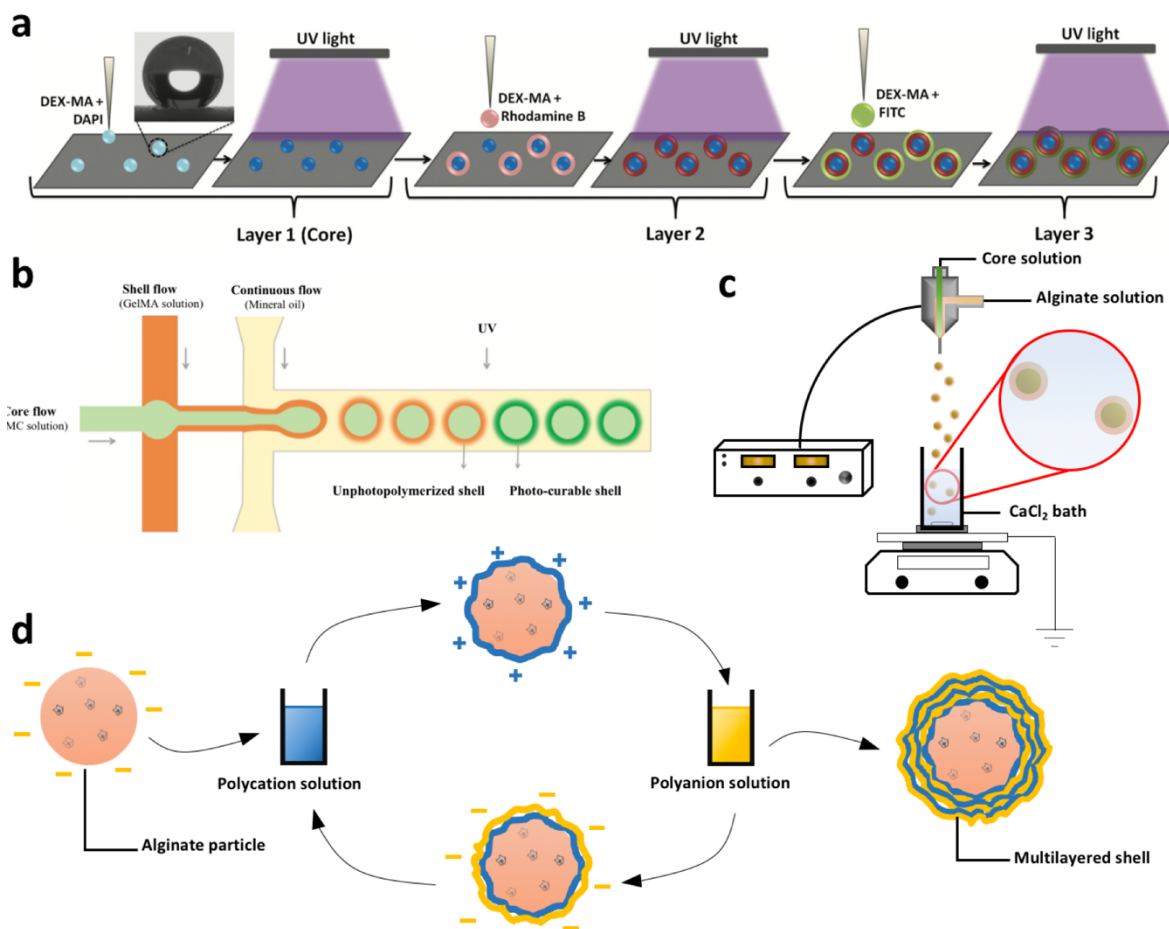 a
UV light
DEX-MA +
DAPI
Layer 1 (Core)
DEX-MA +
Rhodamine B
UV light
Layer 2
DEX-MA +
FITC
UV light
Layer 3
b
Shell flow
(GelMA solution)
Continuous flow
(Mineral oil)
UV
Core flow
MC solution)
Unphotopolymerized shell
Photo-curable shell
c
Core solution
Alginate solution
CaCl₂ bath
d
Polycation solution
Polyanion solution
Alginate particle
Multilayered shell